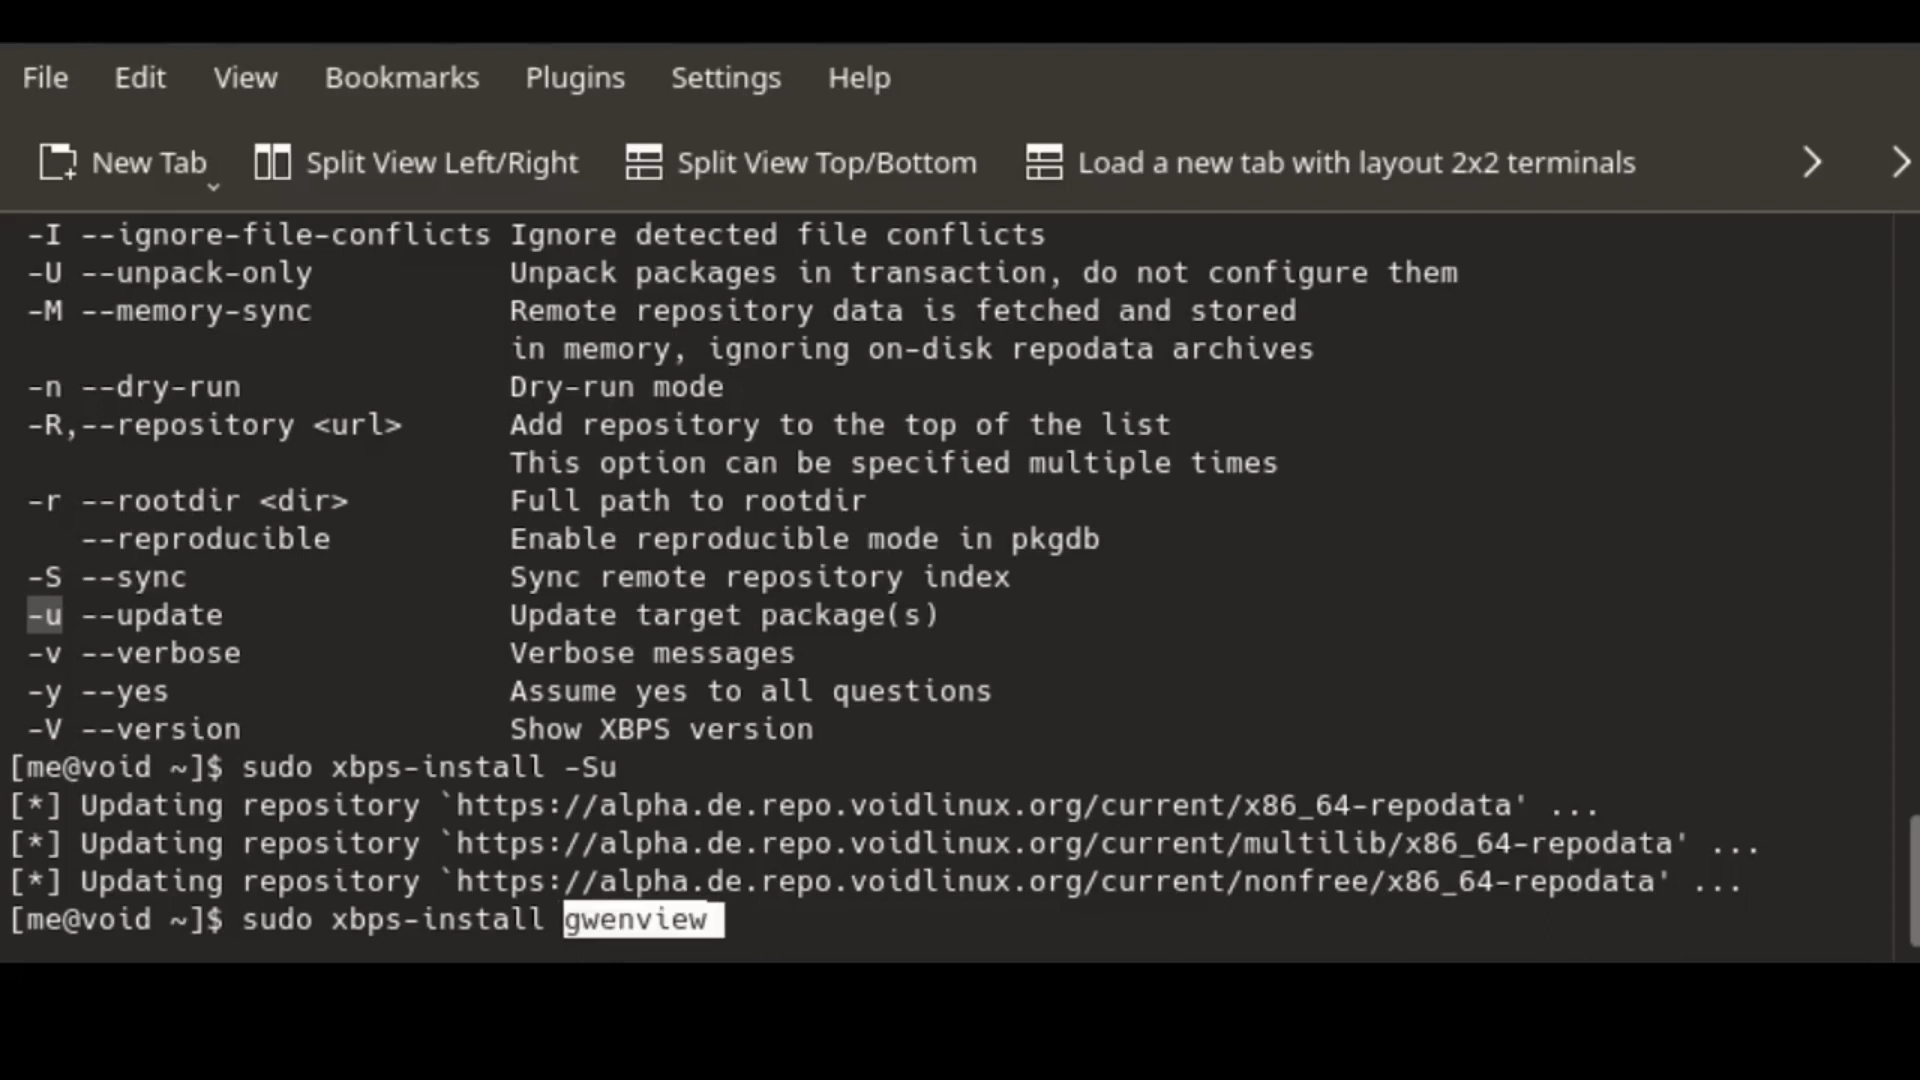 File Edit View Bookmarks Plugins Settings Help
New Tab Split View Left/Right Split View Top/Bottom Load a new tab with layout 2x2 terminals
-I --ignore-file-conflicts Ignore detected file conflicts
-U --unpack-only Unpack packages in transaction, do not configure them
-M --memory-sync Remote repository data is fetched and stored
in memory, ignoring on-disk repodata archives
-n --dry-run Dry-run mode
-R,--repository <url> Add repository to the top of the list
This option can be specified multiple times
-r --rootdir <dir> Full path to rootdir
--reproducible Enable reproducible mode in pkgdb
-S --sync Sync remote repository index
-u --update Update target package(s)
-v --verbose Verbose messages
-y --yes Assume yes to all questions
-V --version Show XBPS version
[me@void ~]$ sudo xbps-install -Su
[*] Updating repository `https://alpha.de.repo.voidlinux.org/current/x86_64-repodata' ...
[*] Updating repository `https://alpha.de.repo.voidlinux.org/current/multilib/x86_64-repodata' ...
[*] Updating repository `https://alpha.de.repo.voidlinux.org/current/nonfree/x86_64-repodata' ...
[me@void ~]$ sudo xbps-install gwenview